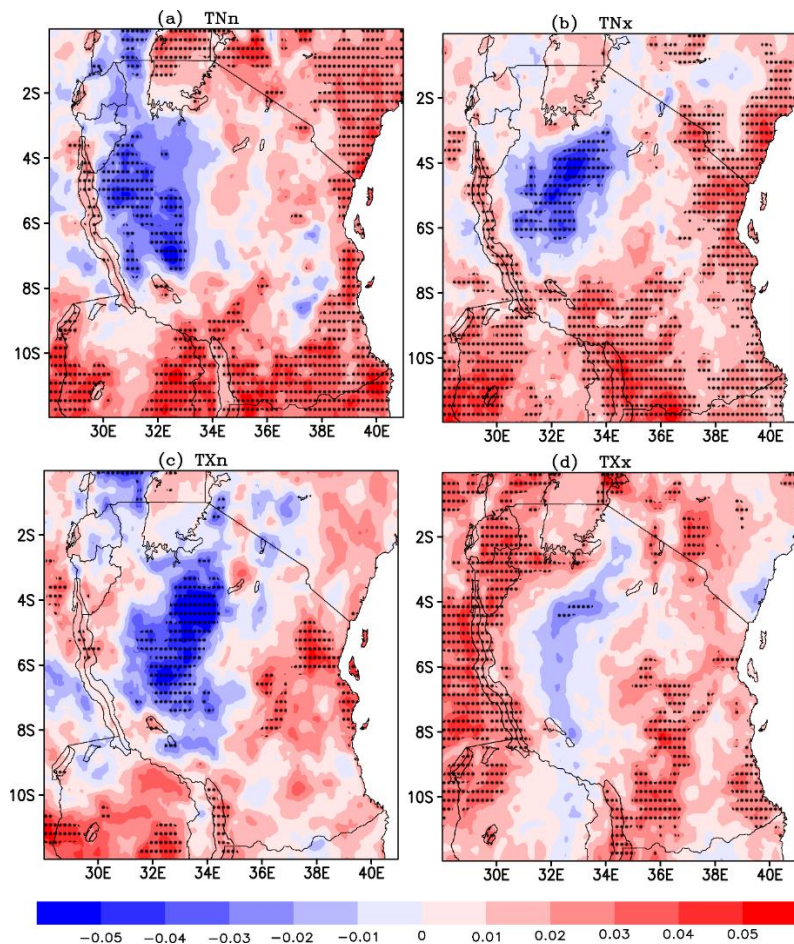 (a) TNn
(b) TNx
2S
4S
6S
8S
10S
30E 32E 34E 36E 38E 40E
2S
4S
6S
8S
10S
30E 32E 34E 36E 38E 40E
(c) TXn
(d) TXx
2S
4S
6S
8S
10S
30E 32E 34E 36E 38E 40E
2S
4S
6S
8S
10S
30E 32E 34E 36E 38E 40E
−0.05 −0.04 −0.03 −0.02 −0.01 0 0.01 0.02 0.03 0.04 0.05